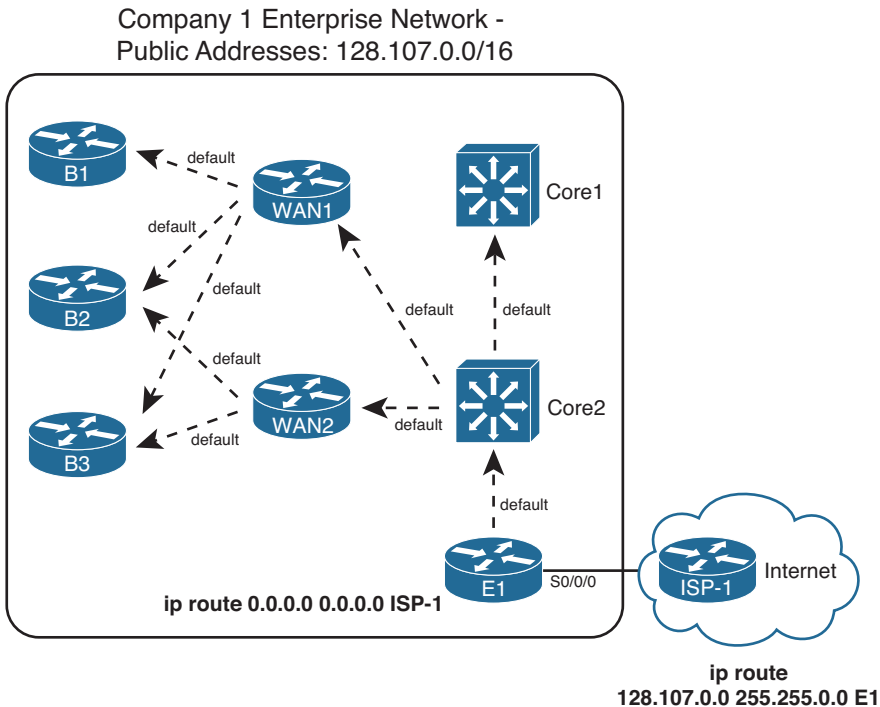 Company 1 Enterprise Network -
Public Addresses: 128.107.0.0/16
B1
default
WAN1
Core1
default
B2
default
default
default
default
WAN2
default
Core2
B3
default
default
E1
S0/0/0
ISP-1
Internet
ip route 0.0.0.0 0.0.0.0 ISP-1
ip route
128.107.0.0 255.255.0.0 E1